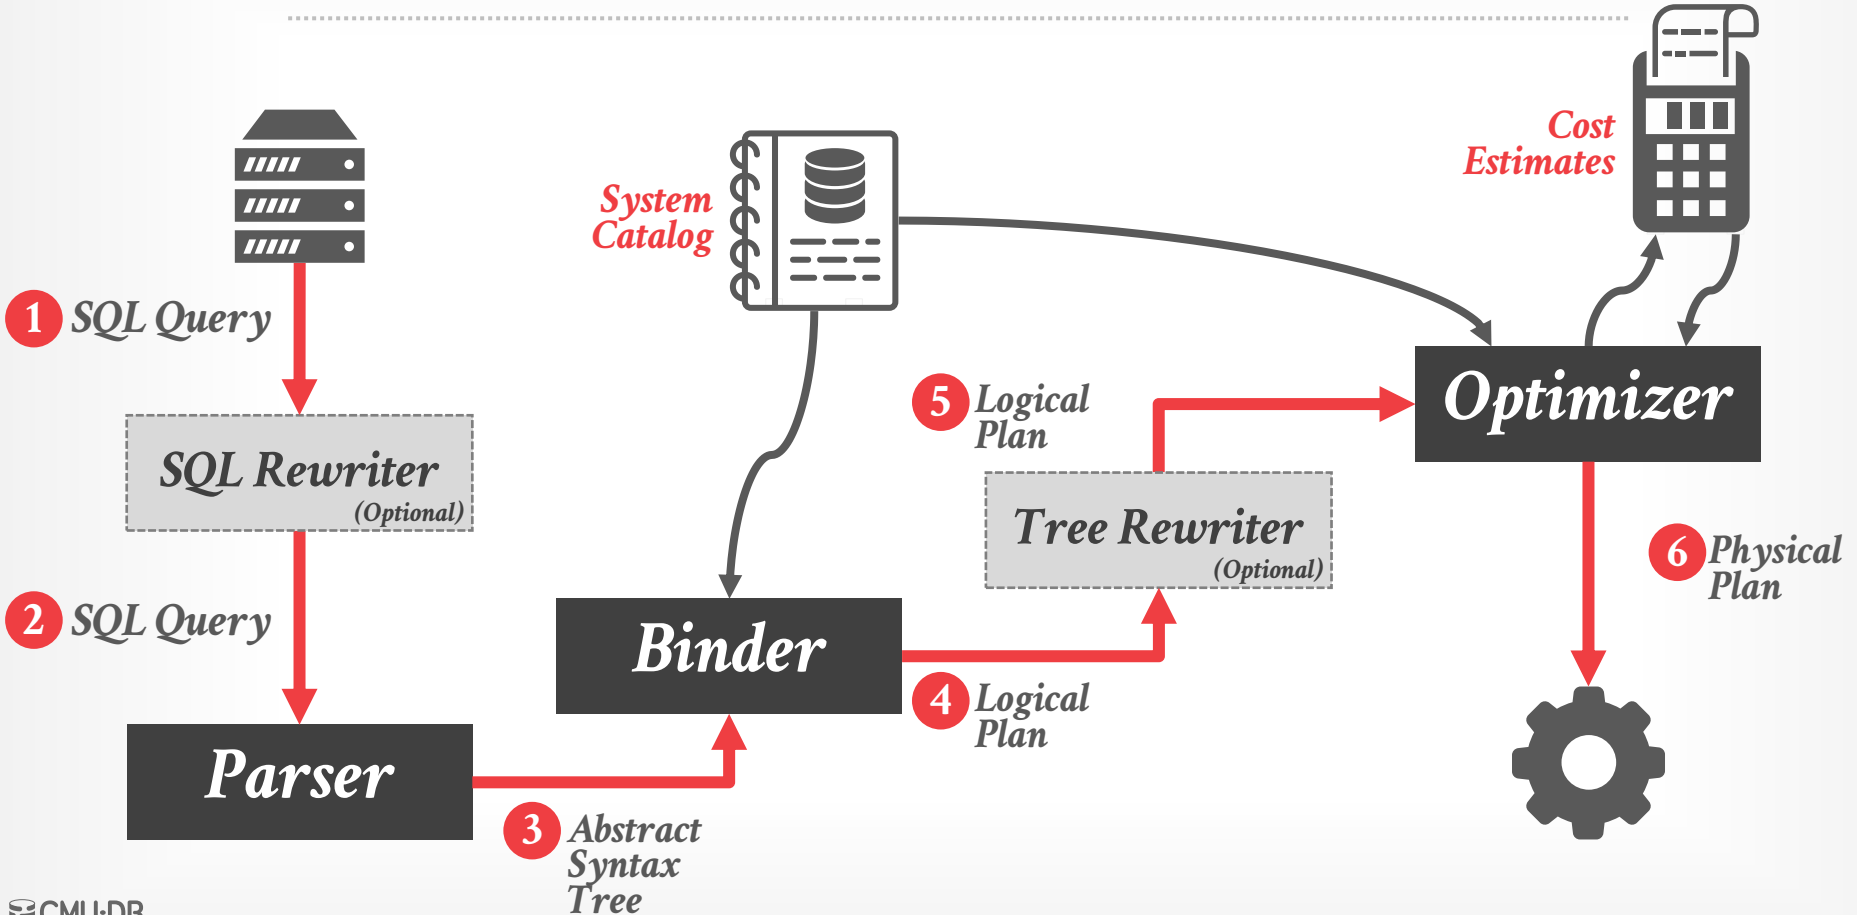 1 SQL Query
SQL Rewriter
(Optional)
2 SQL Query
Parser
3 Abstract
Syntax
Tree
System
Catalog
Binder
4 Logical
Plan
Tree Rewriter
(Optional)
5 Logical
Plan
Cost
Estimates
Optimizer
6 Physical
Plan
CMU·DB